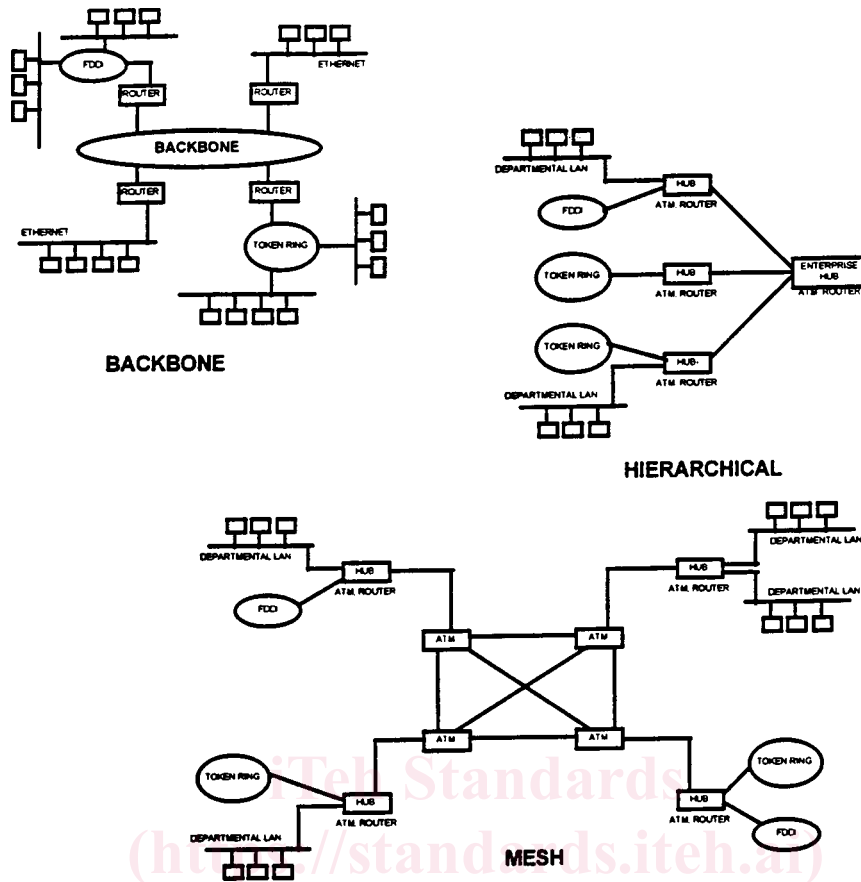 FDDI
ETHERNET
ROUTER
ROUTER
BACKBONE
ROUTER
ROUTER
ETHERNET
TOKEN RING
BACKBONE
DEPARTMENTAL LAN
HUB
ATM. ROUTER
FDDI
TOKEN RING
HUB
ATM. ROUTER
ENTERPRISE
HUB
ATM. ROUTER
TOKEN RING
HUB
ATM. ROUTER
DEPARTMENTAL LAN
HIERARCHICAL
DEPARTMENTAL LAN
HUB
ATM. ROUTER
FDDI
HUB
ATM. ROUTER
DEPARTMENTAL LAN
DEPARTMENTAL LAN
ATM
ATM
ATM
ATM
TOKEN RING
HUB
ATM. ROUTER
DEPARTMENTAL LAN
HUB
ATM. ROUTER
TOKEN RING
FDDI
MESH
iTeh Standards
(https://standards.iteh.ai)